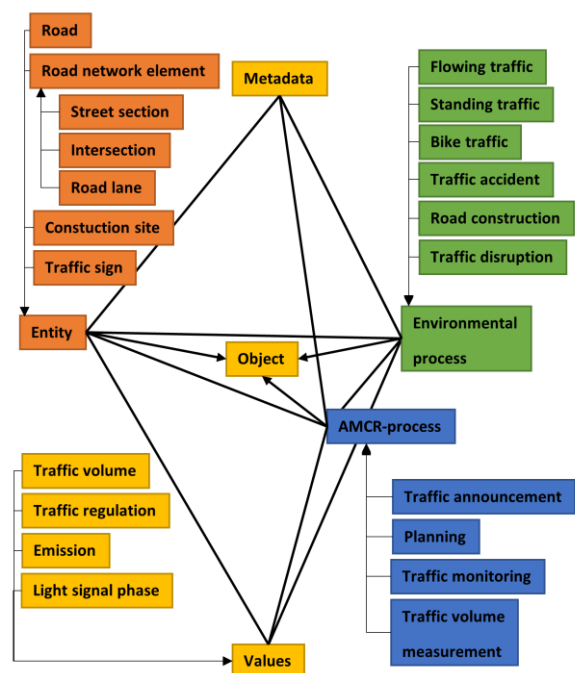 Road
Road network element
Street section
Intersection
Road lane
Constuction site
Traffic sign
Entity
Metadata
Flowing traffic
Standing traffic
Bike traffic
Traffic accident
Road construction
Traffic disruption
Environmental
process
Object
AMCR-process
Traffic volume
Traffic regulation
Emission
Light signal phase
Values
Traffic announcement
Planning
Traffic monitoring
Traffic volume
measurement